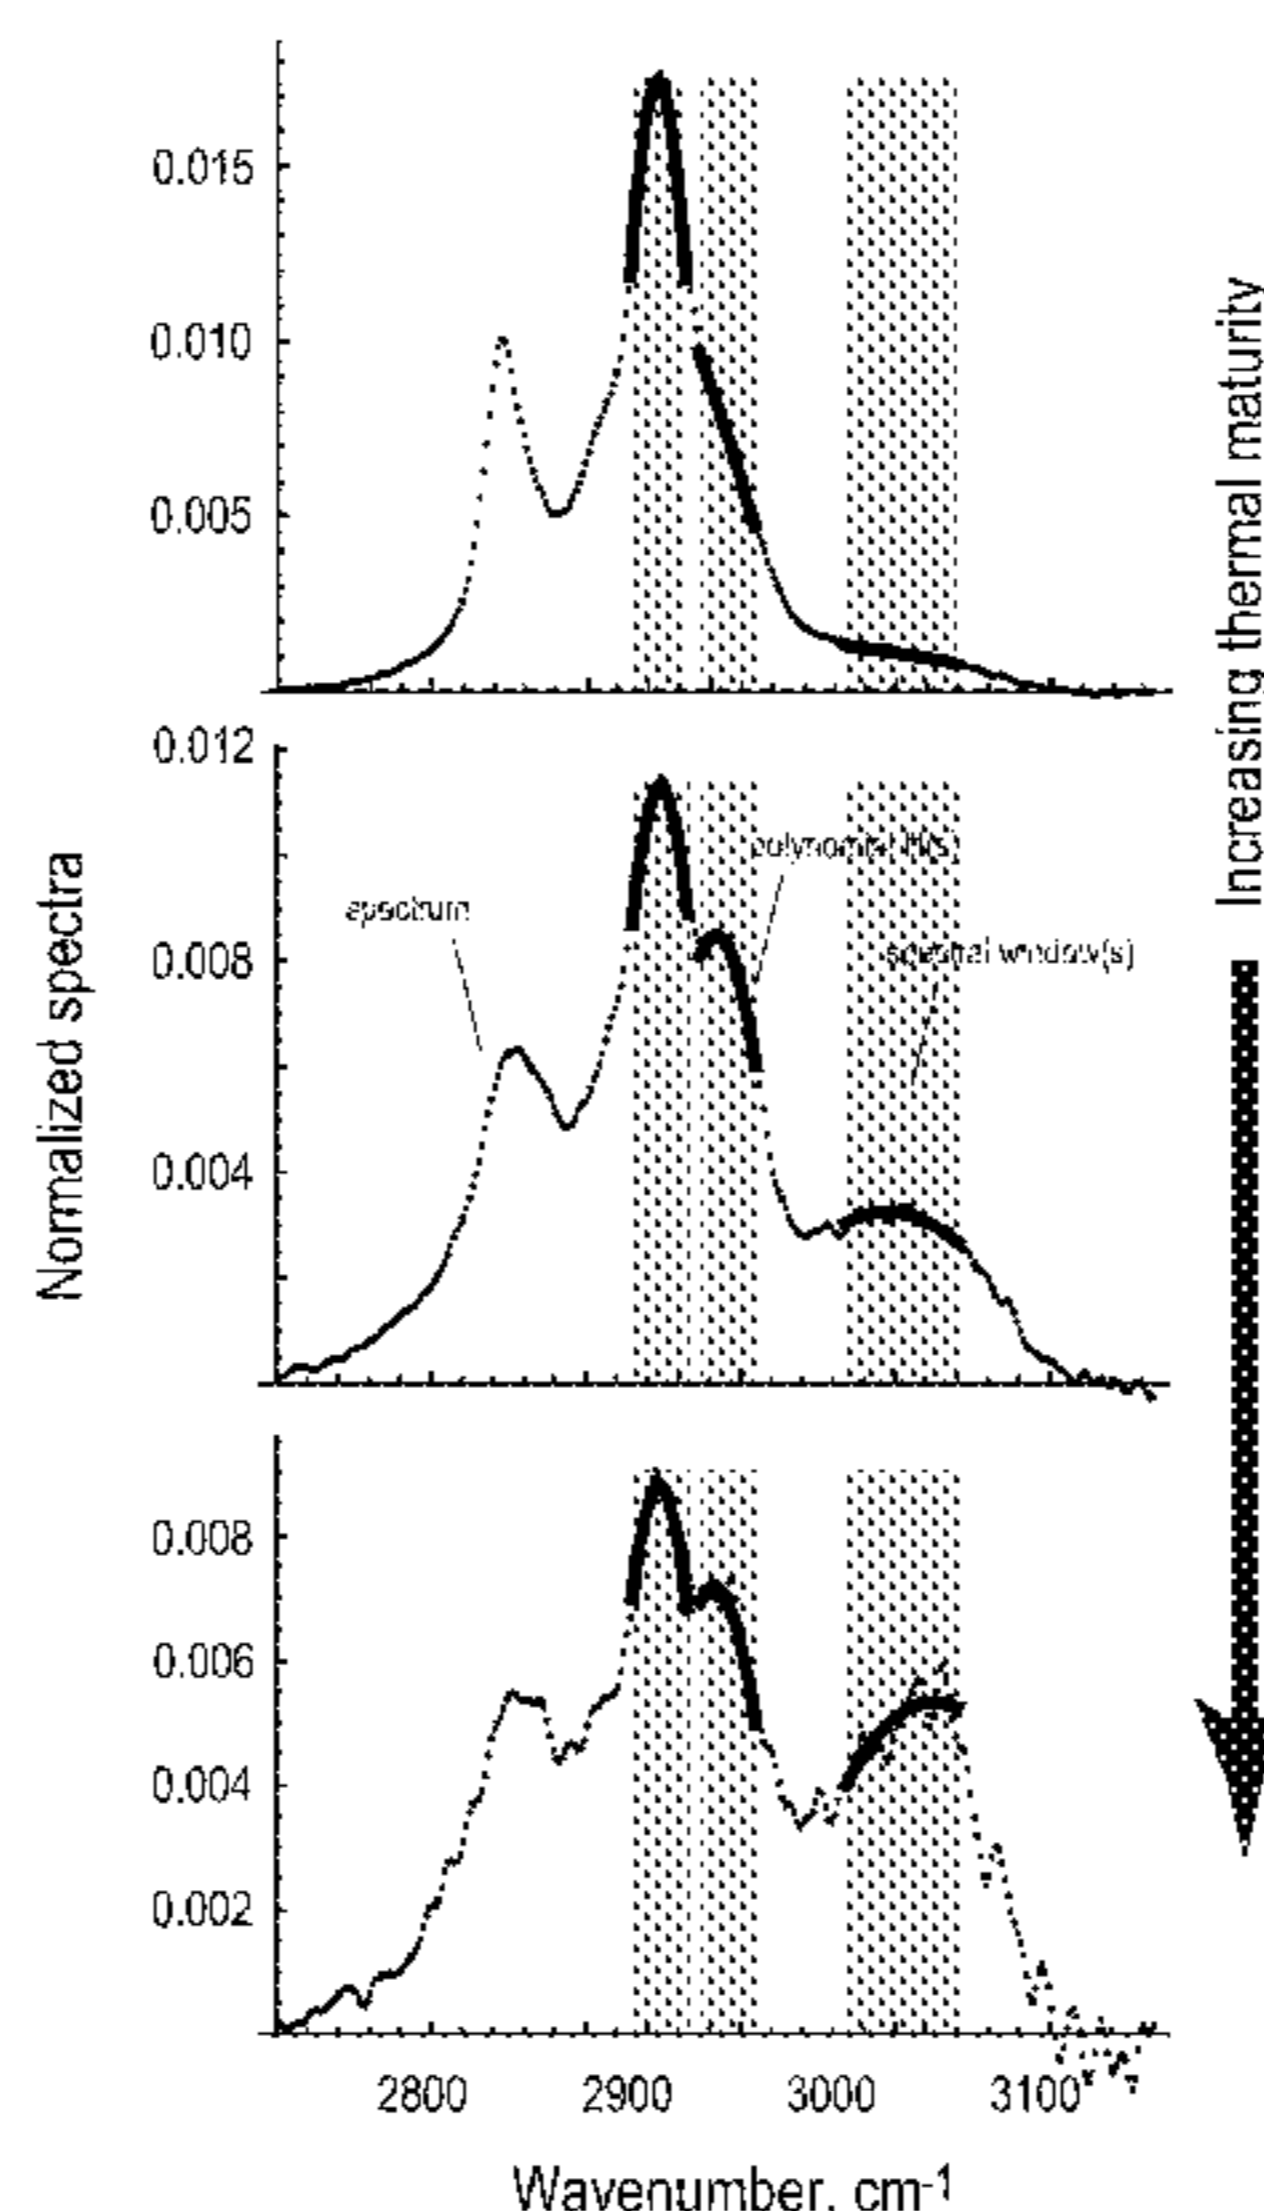 0.015
0.010
0.005
0.012
0.008
0.004
spectrum
polynomial fit(s)
spectral window(s)
0.008
0.006
0.004
0.002
2800 2900 3000 3100
Wavenumber, cm-1
Normalized spectra
Increasing thermal maturity